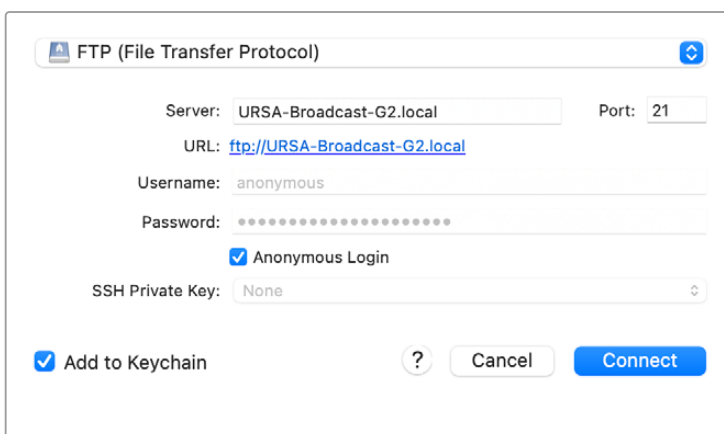 FTP (File Transfer Protocol)
Server: URSA-Broadcast-G2.local Port: 21
URL: ftp://URSA-Broadcast-G2.local
Username: anonymous
Password: ●●●●●●●●●●●●●●●●●●●●●
Anonymous Login
SSH Private Key: None
Add to Keychain ? Cancel Connect